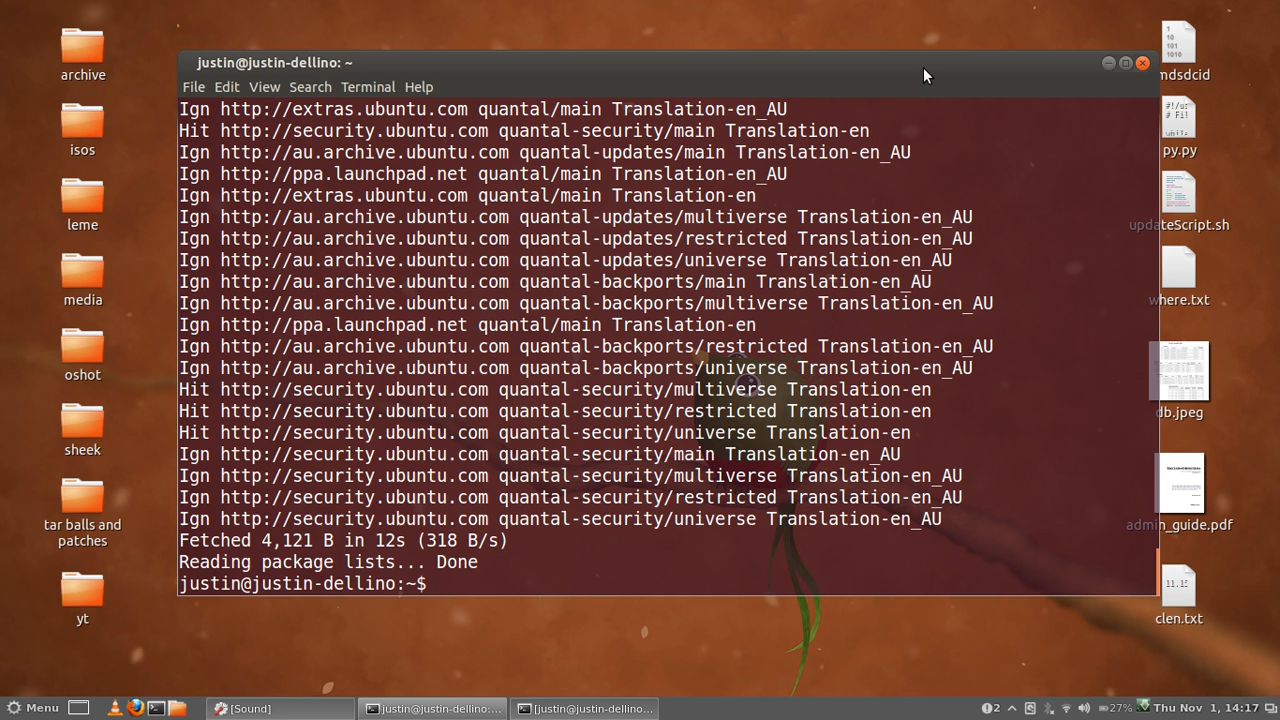 justin@justin-dellino: ~
File Edit View Search Terminal Help
Ign http://extras.ubuntu.com quantal/main Translation-en_AU
Hit http://security.ubuntu.com quantal-security/main Translation-en
Ign http://au.archive.ubuntu.com quantal-updates/main Translation-en_AU
Ign http://ppa.launchpad.net quantal/main Translation-en_AU
Ign http://extras.ubuntu.com quantal/main Translation-en
Ign http://au.archive.ubuntu.com quantal-updates/multiverse Translation-en_AU
Ign http://au.archive.ubuntu.com quantal-updates/restricted Translation-en_AU
Ign http://au.archive.ubuntu.com quantal-updates/universe Translation-en_AU
Ign http://au.archive.ubuntu.com quantal-backports/main Translation-en_AU
Ign http://au.archive.ubuntu.com quantal-backports/multiverse Translation-en_AU
Ign http://ppa.launchpad.net quantal/main Translation-en
Ign http://au.archive.ubuntu.com quantal-backports/restricted Translation-en_AU
Ign http://au.archive.ubuntu.com quantal-backports/universe Translation-en_AU
Hit http://security.ubuntu.com quantal-security/multiverse Translation-en
Hit http://security.ubuntu.com quantal-security/restricted Translation-en
Hit http://security.ubuntu.com quantal-security/universe Translation-en
Ign http://security.ubuntu.com quantal-security/main Translation-en_AU
Ign http://security.ubuntu.com quantal-security/multiverse Translation-en_AU
Ign http://security.ubuntu.com quantal-security/restricted Translation-en_AU
Ign http://security.ubuntu.com quantal-security/universe Translation-en_AU
Fetched 4,121 B in 12s (318 B/s)
Reading package lists... Done
justin@justin-dellino:~$
archive
isos
leme
media
oshot
sheek
tar balls and
patches
yt
1
10
101
1010
mdsdcid
#!/u
# Fil
while
py.py
updateScript.sh
where.txt
db.jpeg
admin_guide.pdf
11.15
clen.txt
Menu
[Sound]
justin@justin-dellino:...
[justin@justin-dellino...
2
27%
Thu Nov 1, 14:17